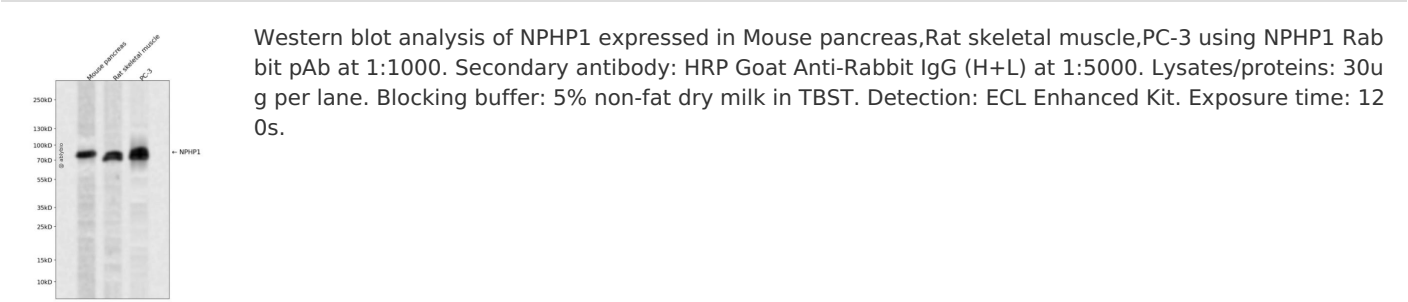 Mouse pancreas
Rat skeletal muscle
PC-3
250kD
130kD
100kD
70kD
55kD
35kD
25kD
15kD
10kD
@ ablybio
← NPHP1
Western blot analysis of NPHP1 expressed in Mouse pancreas,Rat skeletal muscle,PC-3 using NPHP1 Rab
bit pAb at 1:1000. Secondary antibody: HRP Goat Anti-Rabbit IgG (H+L) at 1:5000. Lysates/proteins: 30u
g per lane. Blocking buffer: 5% non-fat dry milk in TBST. Detection: ECL Enhanced Kit. Exposure time: 12
0s.